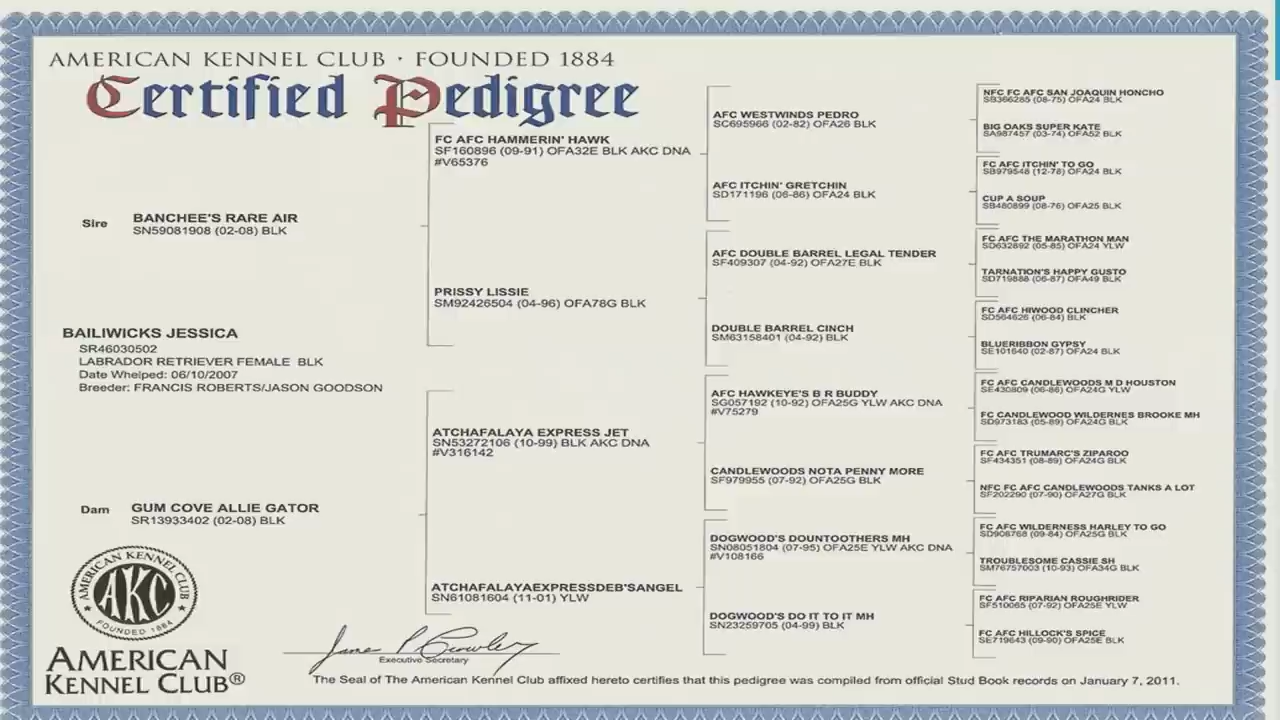 AMERICAN KENNEL CLUB · FOUNDED 1884
Certified Pedigree
Sire
BANCHEE'S RARE AIR
SN59081908 (02-08) BLK
BAILIWICKS JESSICA
SR46030502
LABRADOR RETRIEVER FEMALE BLK
Date Whelped: 06/10/2007
Breeder: FRANCIS ROBERTS/JASON GOODSON
Dam
GUM COVE ALLIE GATOR
SR13933402 (02-08) BLK
FC AFC HAMMERIN' HAWK
SF160896 (09-91) OFA32E BLK AKC DNA
#V65376
PRISSY LISSIE
SM92426504 (04-96) OFA78G BLK
ATCHAFALAYA EXPRESS JET
SN53272106 (10-99) BLK AKC DNA
#V316142
ATCHAFALAYAEXPRESSDEB'SANGEL
SN61081604 (11-01) YLW
AFC WESTWINDS PEDRO
SC695966 (02-82) OFA26 BLK
AFC ITCHIN' GRETCHIN
SD171196 (06-86) OFA24 BLK
AFC DOUBLE BARREL LEGAL TENDER
SF409307 (04-92) OFA27E BLK
DOUBLE BARREL CINCH
SM63158401 (04-92) BLK
AFC HAWKEYE'S B R BUDDY
SG057192 (10-92) OFA25G YLW AKC DNA
#V75279
CANDLEWOODS NOTA PENNY MORE
SF979955 (07-92) OFA25G BLK
DOGWOOD'S DOUNTOOTHERS MH
SN08051804 (07-95) OFA25E YLW AKC DNA
#V108166
DOGWOOD'S DO IT TO IT MH
SN23259705 (04-99) BLK
NFC FC AFC SAN JOAQUIN HONCHO
SB366285 (08-75) OFA24 BLK
BIG OAKS SUPER KATE
SA987457 (03-74) OFA52 BLK
FC AFC ITCHIN' TO GO
SB979548 (12-78) OFA24 BLK
CUP A SOUP
SB480899 (08-76) OFA25 BLK
FC AFC THE MARATHON MAN
SD632892 (05-85) OFA24 YLW
TARNATION'S HAPPY GUSTO
SD719888 (06-87) OFA49 BLK
FC AFC HIWOOD CLINCHER
SD564626 (06-84) BLK
BLUERIBBON GYPSY
SE101640 (02-87) OFA24 BLK
FC AFC CANDLEWOODS M D HOUSTON
SE430809 (06-86) OFA24G YLW
FC CANDLEWOOD WILDERNES BROOKE MH
SD973183 (05-89) OFA24G BLK
FC AFC TRUMARC'S ZIPAROO
SF434351 (08-89) OFA24G BLK
NFC FC AFC CANDLEWOODS TANKS A LOT
SF202290 (07-90) OFA27G BLK
FC AFC WILDERNESS HARLEY TO GO
SD906768 (09-84) OFA25G BLK
TROUBLESOME CASSIE SH
SM76757003 (10-93) OFA34G BLK
FC AFC RIPARIAN ROUGHRIDER
SF510065 (07-92) OFA25E YLW
FC AFC HILLOCK'S SPICE
SE719643 (09-90) OFA25E BLK
AMERICAN KENNEL CLUB
AKC
FOUNDED 1884
AMERICAN
KENNEL CLUB®
Executive Secretary
The Seal of The American Kennel Club affixed hereto certifies that this pedigree was compiled from official Stud Book records on January 7, 2011.